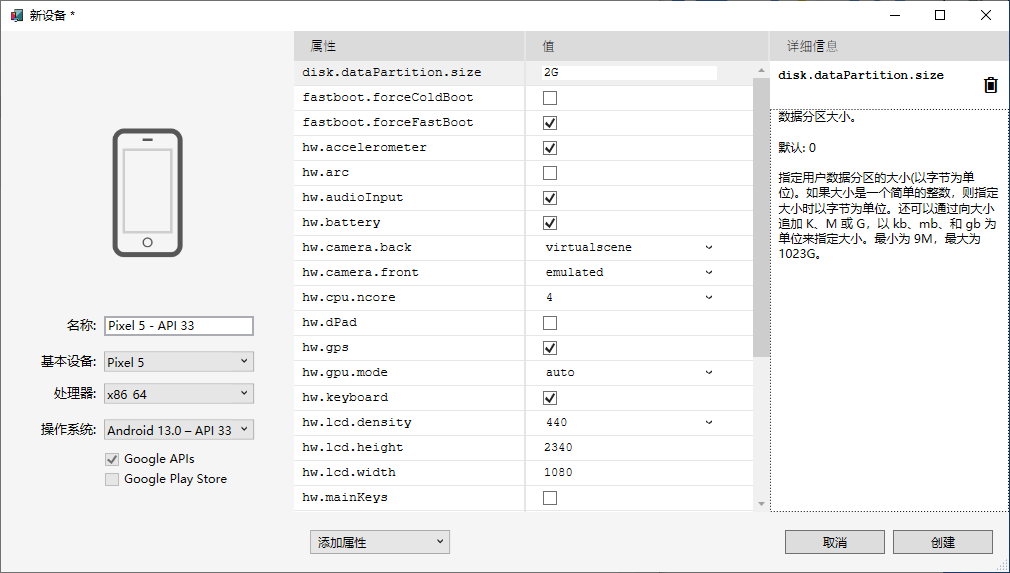 新设备 *
名称:
Pixel 5 - API 33
基本设备:
Pixel 5
处理器:
x86_64
操作系统:
Android 13.0 – API 33
Google APIs
Google Play Store
属性 值
disk.dataPartition.size 2G
fastboot.forceColdBoot
fastboot.forceFastBoot
hw.accelerometer
hw.arc
hw.audioInput
hw.battery
hw.camera.back virtualscene
hw.camera.front emulated
hw.cpu.ncore 4
hw.dPad
hw.gps
hw.gpu.mode auto
hw.keyboard
hw.lcd.density 440
hw.lcd.height 2340
hw.lcd.width 1080
hw.mainKeys
添加属性
详细信息
disk.dataPartition.size
数据分区大小。
默认: 0
指定用户数据分区的大小(以字节为单
位)。如果大小是一个简单的整数，则指定
大小时以字节为单位。还可以通过向大小
追加 K、M 或 G，以 kb、mb、和 gb 为
单位来指定大小。最小为 9M，最大为
1023G。
取消
创建